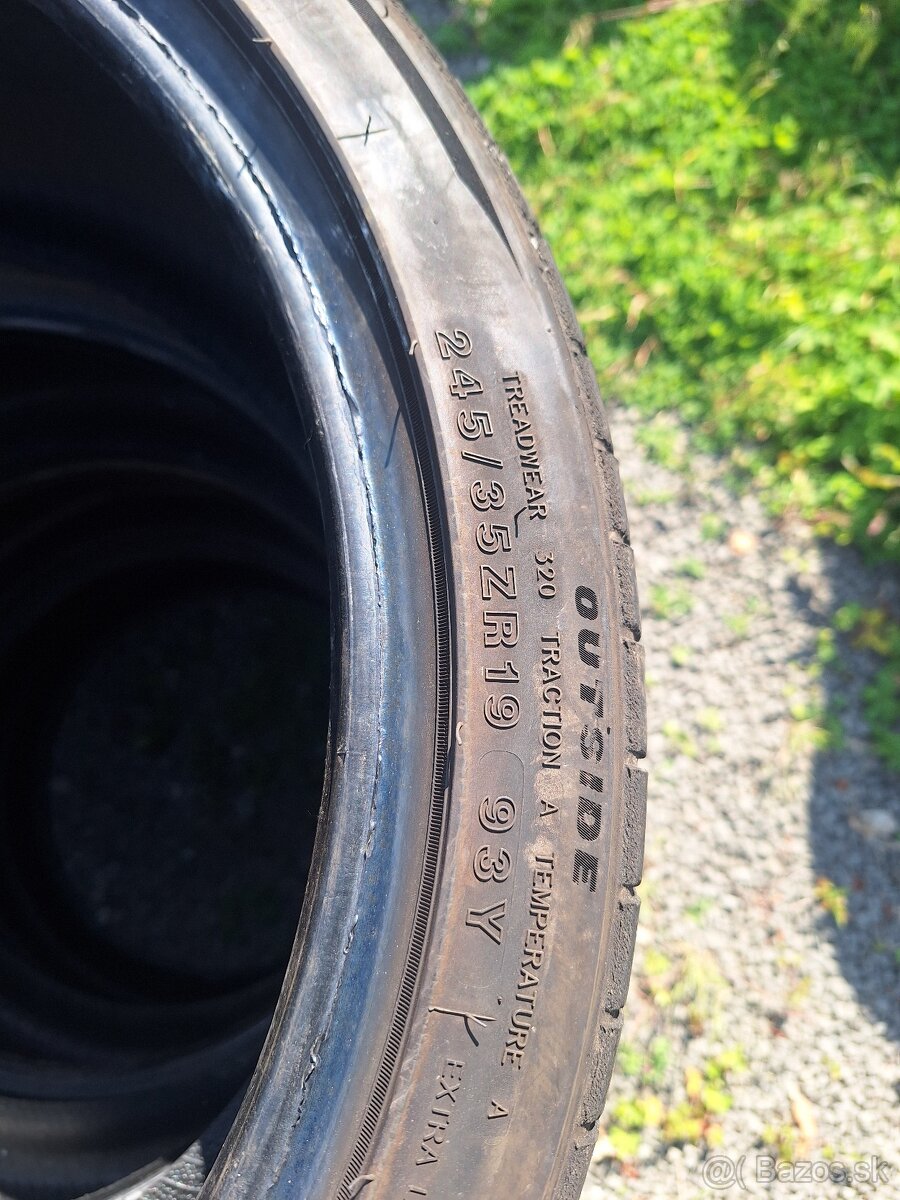 OUTSIDE
TREADWEAR 320 TRACTION A TEMPERATURE A
245/35ZR19 93Y
EXTRA
@( Bazos.sk